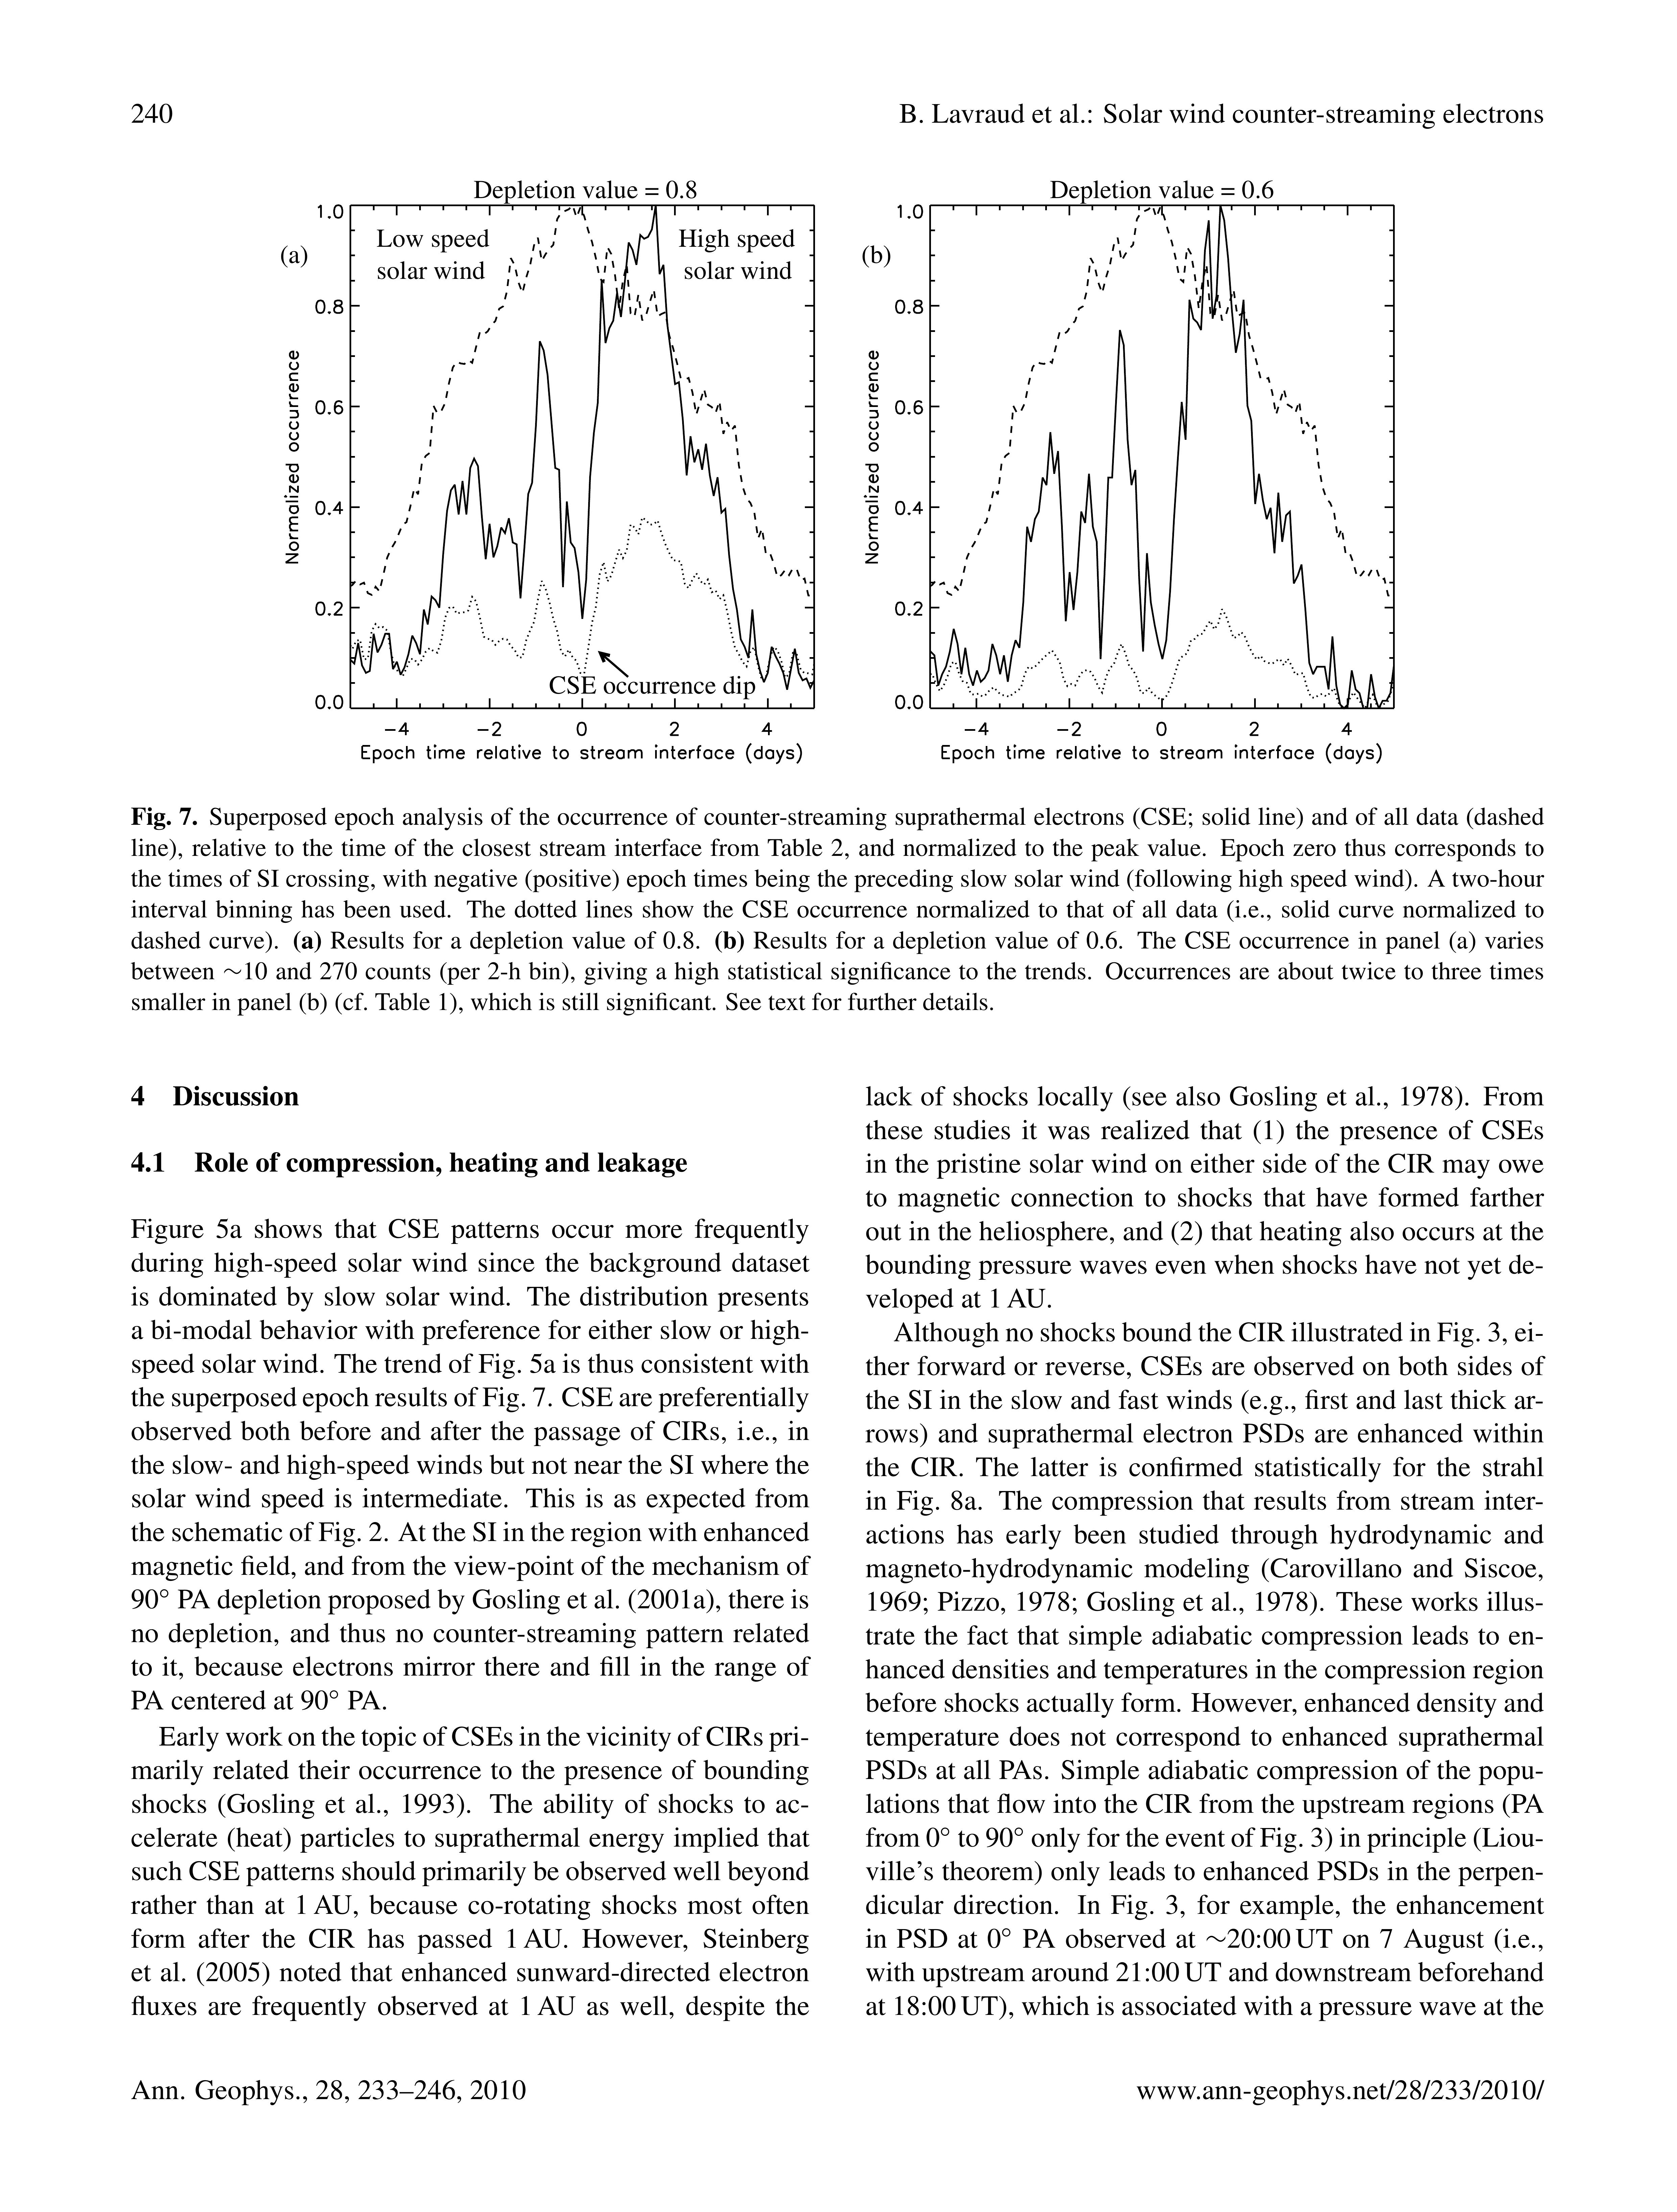 240
B. Lavraud et al.: Solar wind counter-streaming electrons
Depletion value = 0.8
Depletion value = 0.6
(a)
Low speed
solar wind
High speed
solar wind
CSE occurrence dip
1.0
0.8
0.6
0.4
0.2
0.0
Normalized occurrence
−4 −2 0 2 4
Epoch time relative to stream interface (days)
(b)
1.0
0.8
0.6
0.4
0.2
0.0
Normalized occurrence
−4 −2 0 2 4
Epoch time relative to stream interface (days)
Fig. 7. Superposed epoch analysis of the occurrence of counter-streaming suprathermal electrons (CSE; solid line) and of all data (dashed
line), relative to the time of the closest stream interface from Table 2, and normalized to the peak value. Epoch zero thus corresponds to
the times of SI crossing, with negative (positive) epoch times being the preceding slow solar wind (following high speed wind). A two-hour
interval binning has been used. The dotted lines show the CSE occurrence normalized to that of all data (i.e., solid curve normalized to
dashed curve). (a) Results for a depletion value of 0.8. (b) Results for a depletion value of 0.6. The CSE occurrence in panel (a) varies
between ∼10 and 270 counts (per 2-h bin), giving a high statistical significance to the trends. Occurrences are about twice to three times
smaller in panel (b) (cf. Table 1), which is still significant. See text for further details.
4 Discussion
4.1 Role of compression, heating and leakage
Figure 5a shows that CSE patterns occur more frequently
during high-speed solar wind since the background dataset
is dominated by slow solar wind. The distribution presents
a bi-modal behavior with preference for either slow or high-
speed solar wind. The trend of Fig. 5a is thus consistent with
the superposed epoch results of Fig. 7. CSE are preferentially
observed both before and after the passage of CIRs, i.e., in
the slow- and high-speed winds but not near the SI where the
solar wind speed is intermediate. This is as expected from
the schematic of Fig. 2. At the SI in the region with enhanced
magnetic field, and from the view-point of the mechanism of
90° PA depletion proposed by Gosling et al. (2001a), there is
no depletion, and thus no counter-streaming pattern related
to it, because electrons mirror there and fill in the range of
PA centered at 90° PA.
Early work on the topic of CSEs in the vicinity of CIRs pri-
marily related their occurrence to the presence of bounding
shocks (Gosling et al., 1993). The ability of shocks to ac-
celerate (heat) particles to suprathermal energy implied that
such CSE patterns should primarily be observed well beyond
rather than at 1 AU, because co-rotating shocks most often
form after the CIR has passed 1 AU. However, Steinberg
et al. (2005) noted that enhanced sunward-directed electron
fluxes are frequently observed at 1 AU as well, despite the
lack of shocks locally (see also Gosling et al., 1978). From
these studies it was realized that (1) the presence of CSEs
in the pristine solar wind on either side of the CIR may owe
to magnetic connection to shocks that have formed farther
out in the heliosphere, and (2) that heating also occurs at the
bounding pressure waves even when shocks have not yet de-
veloped at 1 AU.
Although no shocks bound the CIR illustrated in Fig. 3, ei-
ther forward or reverse, CSEs are observed on both sides of
the SI in the slow and fast winds (e.g., first and last thick ar-
rows) and suprathermal electron PSDs are enhanced within
the CIR. The latter is confirmed statistically for the strahl
in Fig. 8a. The compression that results from stream inter-
actions has early been studied through hydrodynamic and
magneto-hydrodynamic modeling (Carovillano and Siscoe,
1969; Pizzo, 1978; Gosling et al., 1978). These works illus-
trate the fact that simple adiabatic compression leads to en-
hanced densities and temperatures in the compression region
before shocks actually form. However, enhanced density and
temperature does not correspond to enhanced suprathermal
PSDs at all PAs. Simple adiabatic compression of the popu-
lations that flow into the CIR from the upstream regions (PA
from 0° to 90° only for the event of Fig. 3) in principle (Liou-
ville's theorem) only leads to enhanced PSDs in the perpen-
dicular direction. In Fig. 3, for example, the enhancement
in PSD at 0° PA observed at ∼20:00 UT on 7 August (i.e.,
with upstream around 21:00 UT and downstream beforehand
at 18:00 UT), which is associated with a pressure wave at the
Ann. Geophys., 28, 233–246, 2010
www.ann-geophys.net/28/233/2010/